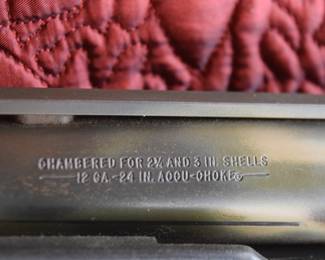 CHAMBERED FOR 2¾ AND 3 IN. SHELLS
12 GA.-24 IN. ACCU-CHOKE®